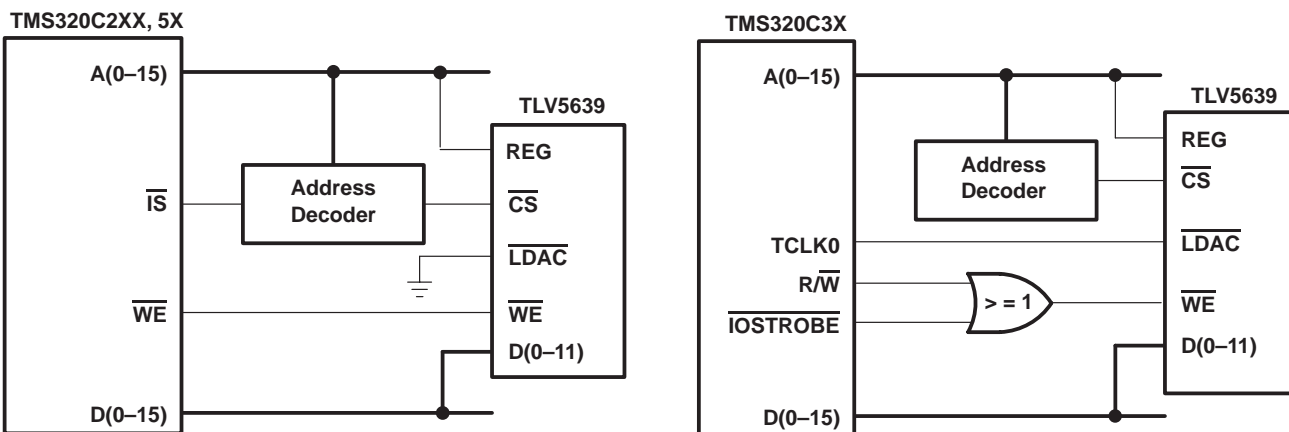 TMS320C2XX, 5X
A(0–15)
TLV5639
REG
Address
Decoder
IS
CS
LDAC
WE
WE
D(0–11)
D(0–15)
TMS320C3X
A(0–15)
TLV5639
REG
Address
Decoder
CS
TCLK0
LDAC
R/W
> = 1
WE
IOSTROBE
D(0–11)
D(0–15)